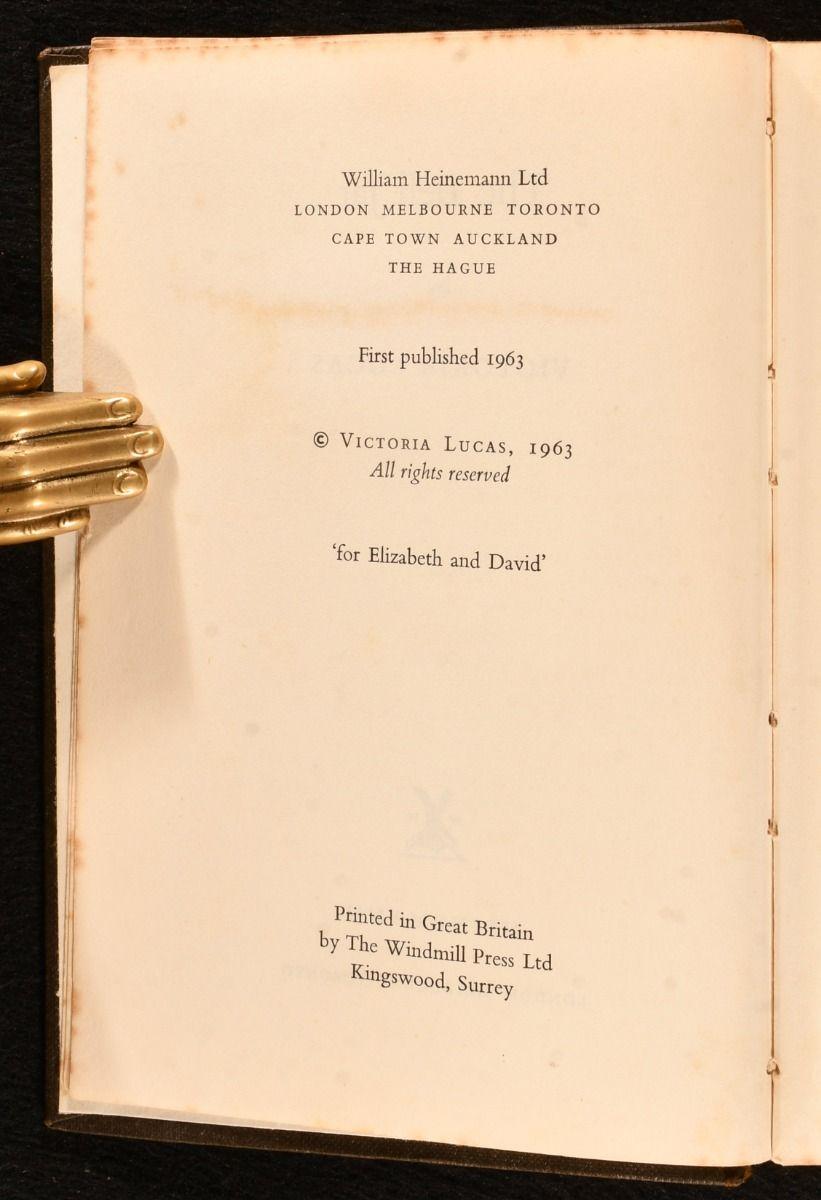 William Heinemann Ltd
LONDON MELBOURNE TORONTO
CAPE TOWN AUCKLAND
THE HAGUE
First published 1963
© VICTORIA LUCAS, 1963
All rights reserved
‘for Elizabeth and David’
Printed in Great Britain
by The Windmill Press Ltd
Kingswood, Surrey